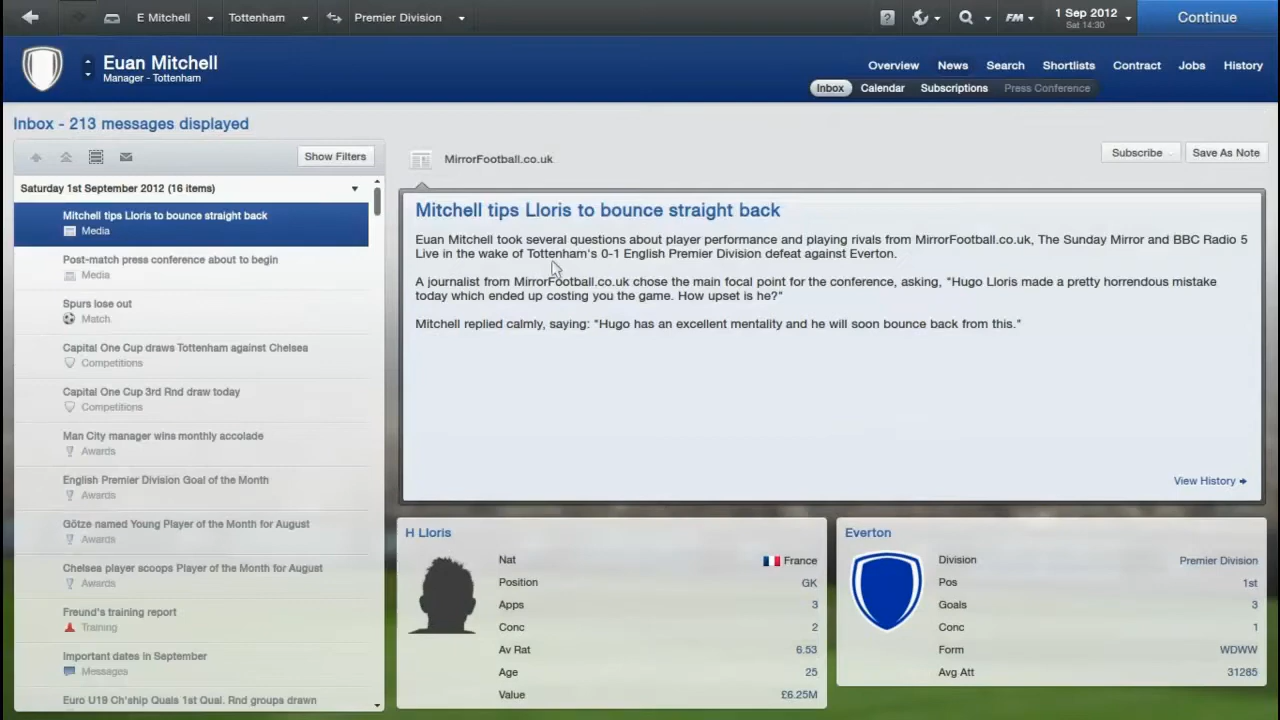 E Mitchell
Tottenham
Premier Division
?
FM
1 Sep 2012
Sat 14:30
Continue
Euan Mitchell
Manager - Tottenham
Overview
News
Search
Shortlists
Contract
Jobs
History
Inbox
Calendar
Subscriptions
Press Conference
Inbox - 213 messages displayed
Show Filters
Saturday 1st September 2012 (16 items)
Mitchell tips Lloris to bounce straight back
Media
Post-match press conference about to begin
Media
Spurs lose out
Match
Capital One Cup draws Tottenham against Chelsea
Competitions
Capital One Cup 3rd Rnd draw today
Competitions
Man City manager wins monthly accolade
Awards
English Premier Division Goal of the Month
Awards
Götze named Young Player of the Month for August
Awards
Chelsea player scoops Player of the Month for August
Awards
Freund's training report
Training
Important dates in September
Messages
Euro U19 Ch'ship Quals 1st Qual. Rnd groups drawn
MirrorFootball.co.uk
Subscribe
Save As Note
Mitchell tips Lloris to bounce straight back
Euan Mitchell took several questions about player performance and playing rivals from MirrorFootball.co.uk, The Sunday Mirror and BBC Radio 5
Live in the wake of Tottenham's 0-1 English Premier Division defeat against Everton.
A journalist from MirrorFootball.co.uk chose the main focal point for the conference, asking, "Hugo Lloris made a pretty horrendous mistake
today which ended up costing you the game. How upset is he?"
Mitchell replied calmly, saying: "Hugo has an excellent mentality and he will soon bounce back from this."
View History
H Lloris
Nat France
Position GK
Apps 3
Conc 2
Av Rat 6.53
Age 25
Value £6.25M
Everton
Division Premier Division
Pos 1st
Goals 3
Conc 1
Form WDWW
Avg Att 31285